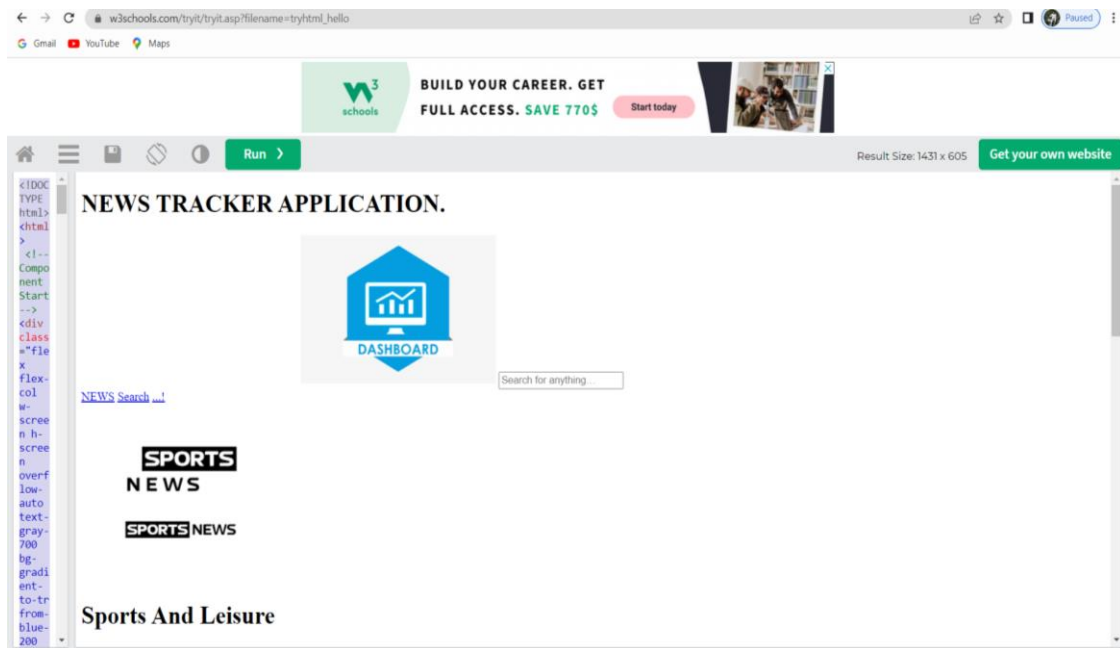 w3schools.com/tryit/tryit.asp?filename=tryhtml_hello
Paused
Gmail YouTube Maps
3
schools
BUILD YOUR CAREER. GET
FULL ACCESS. SAVE 770$
Start today
Run ❯
Result Size: 1431 x 605
Get your own website
<!DOC
TYPE
html>
<html
>
<!--
Compo
nent
Start
-->
<div
class
="fle
x
flex-
col
w-
scree
n h-
scree
n
overf
low-
auto
text-
gray-
700
bg-
gradi
ent-
to-tr
from-
blue-
200
NEWS TRACKER APPLICATION.
DASHBOARD
Search for anything...
NEWS Search ...!
SPORTS
NEWS
SPORTS NEWS
Sports And Leisure